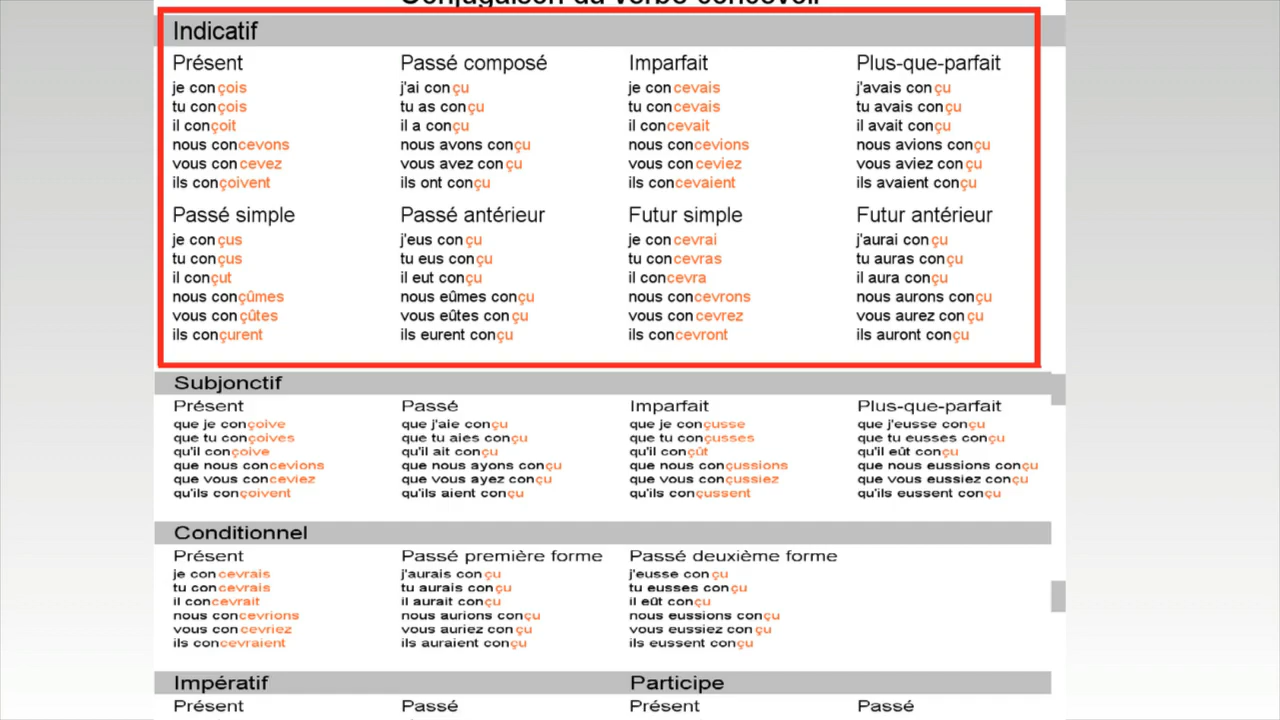 Conjugaison du verbe concevoir
Indicatif
Présent
je conçois
tu conçois
il conçoit
nous concevons
vous concevez
ils conçoivent
Passé composé
j'ai conçu
tu as conçu
il a conçu
nous avons conçu
vous avez conçu
ils ont conçu
Imparfait
je concevais
tu concevais
il concevait
nous concevions
vous conceviez
ils concevaient
Plus-que-parfait
j'avais conçu
tu avais conçu
il avait conçu
nous avions conçu
vous aviez conçu
ils avaient conçu
Passé simple
je conçus
tu conçus
il conçut
nous conçûmes
vous conçûtes
ils conçurent
Passé antérieur
j'eus conçu
tu eus conçu
il eut conçu
nous eûmes conçu
vous eûtes conçu
ils eurent conçu
Futur simple
je concevrai
tu concevras
il concevra
nous concevrons
vous concevrez
ils concevront
Futur antérieur
j'aurai conçu
tu auras conçu
il aura conçu
nous aurons conçu
vous aurez conçu
ils auront conçu
Subjonctif
Présent
que je conçoive
que tu conçoives
qu'il conçoive
que nous concevions
que vous conceviez
qu'ils conçoivent
Passé
que j'aie conçu
que tu aies conçu
qu'il ait conçu
que nous ayons conçu
que vous ayez conçu
qu'ils aient conçu
Imparfait
que je conçusse
que tu conçusses
qu'il conçût
que nous conçussions
que vous conçussiez
qu'ils conçussent
Plus-que-parfait
que j'eusse conçu
que tu eusses conçu
qu'il eût conçu
que nous eussions conçu
que vous eussiez conçu
qu'ils eussent conçu
Conditionnel
Présent
je concevrais
tu concevrais
il concevrait
nous concevrions
vous concevriez
ils concevraient
Passé première forme
j'aurais conçu
tu aurais conçu
il aurait conçu
nous aurions conçu
vous auriez conçu
ils auraient conçu
Passé deuxième forme
j'eusse conçu
tu eusses conçu
il eût conçu
nous eussions conçu
vous eussiez conçu
ils eussent conçu
Impératif
Présent
Passé
Participe
Présent
Passé